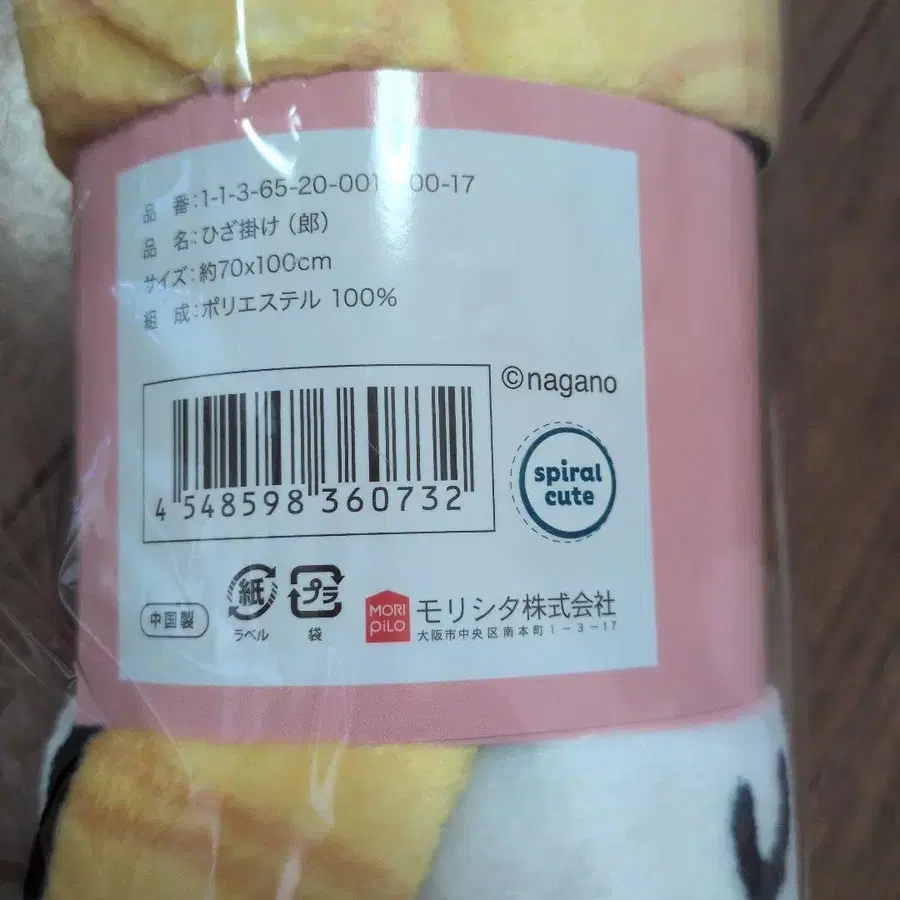 品 番:1-1-3-65-20-001 00-17
品 名:ひざ掛け (郎)
サイズ:約70x100cm
組 成:ポリエステル 100%
©nagano
4 548598 360732
spiral
cute
中国製
紙
ラベル
プラ
袋
MORI
PiLO
モリシタ株式会社
大阪市中央区南本町1-3-17